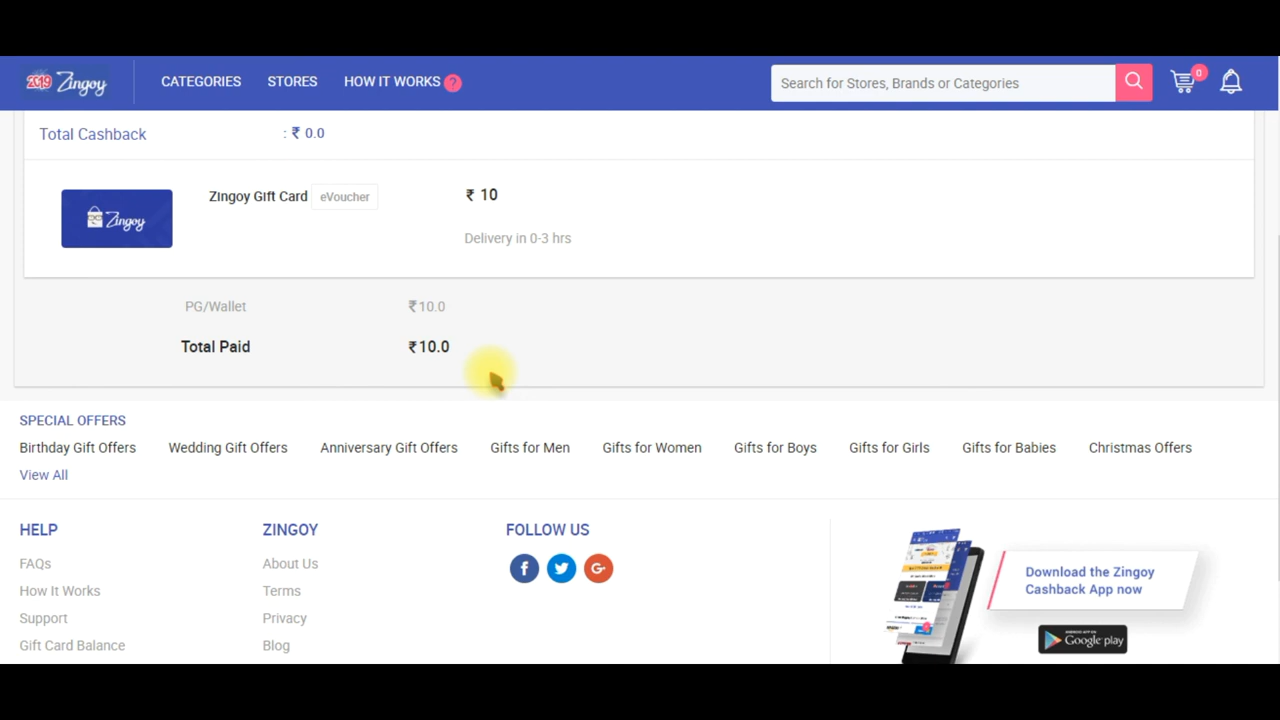 2019 Zingoy CATEGORIES STORES HOW IT WORKS ? Search for Stores, Brands or Categories 0
Total Cashback : ₹ 0.0
Zingoy Zingoy Gift Card eVoucher ₹ 10
Delivery in 0-3 hrs
PG/Wallet ₹10.0
Total Paid ₹10.0
SPECIAL OFFERS
Birthday Gift Offers Wedding Gift Offers Anniversary Gift Offers Gifts for Men Gifts for Women Gifts for Boys Gifts for Girls Gifts for Babies Christmas Offers
View All
HELP ZINGOY FOLLOW US
FAQs About Us
How It Works Terms
Support Privacy
Gift Card Balance Blog
f G+
Download the Zingoy
Cashback App now
ANDROID APP ON
Google play